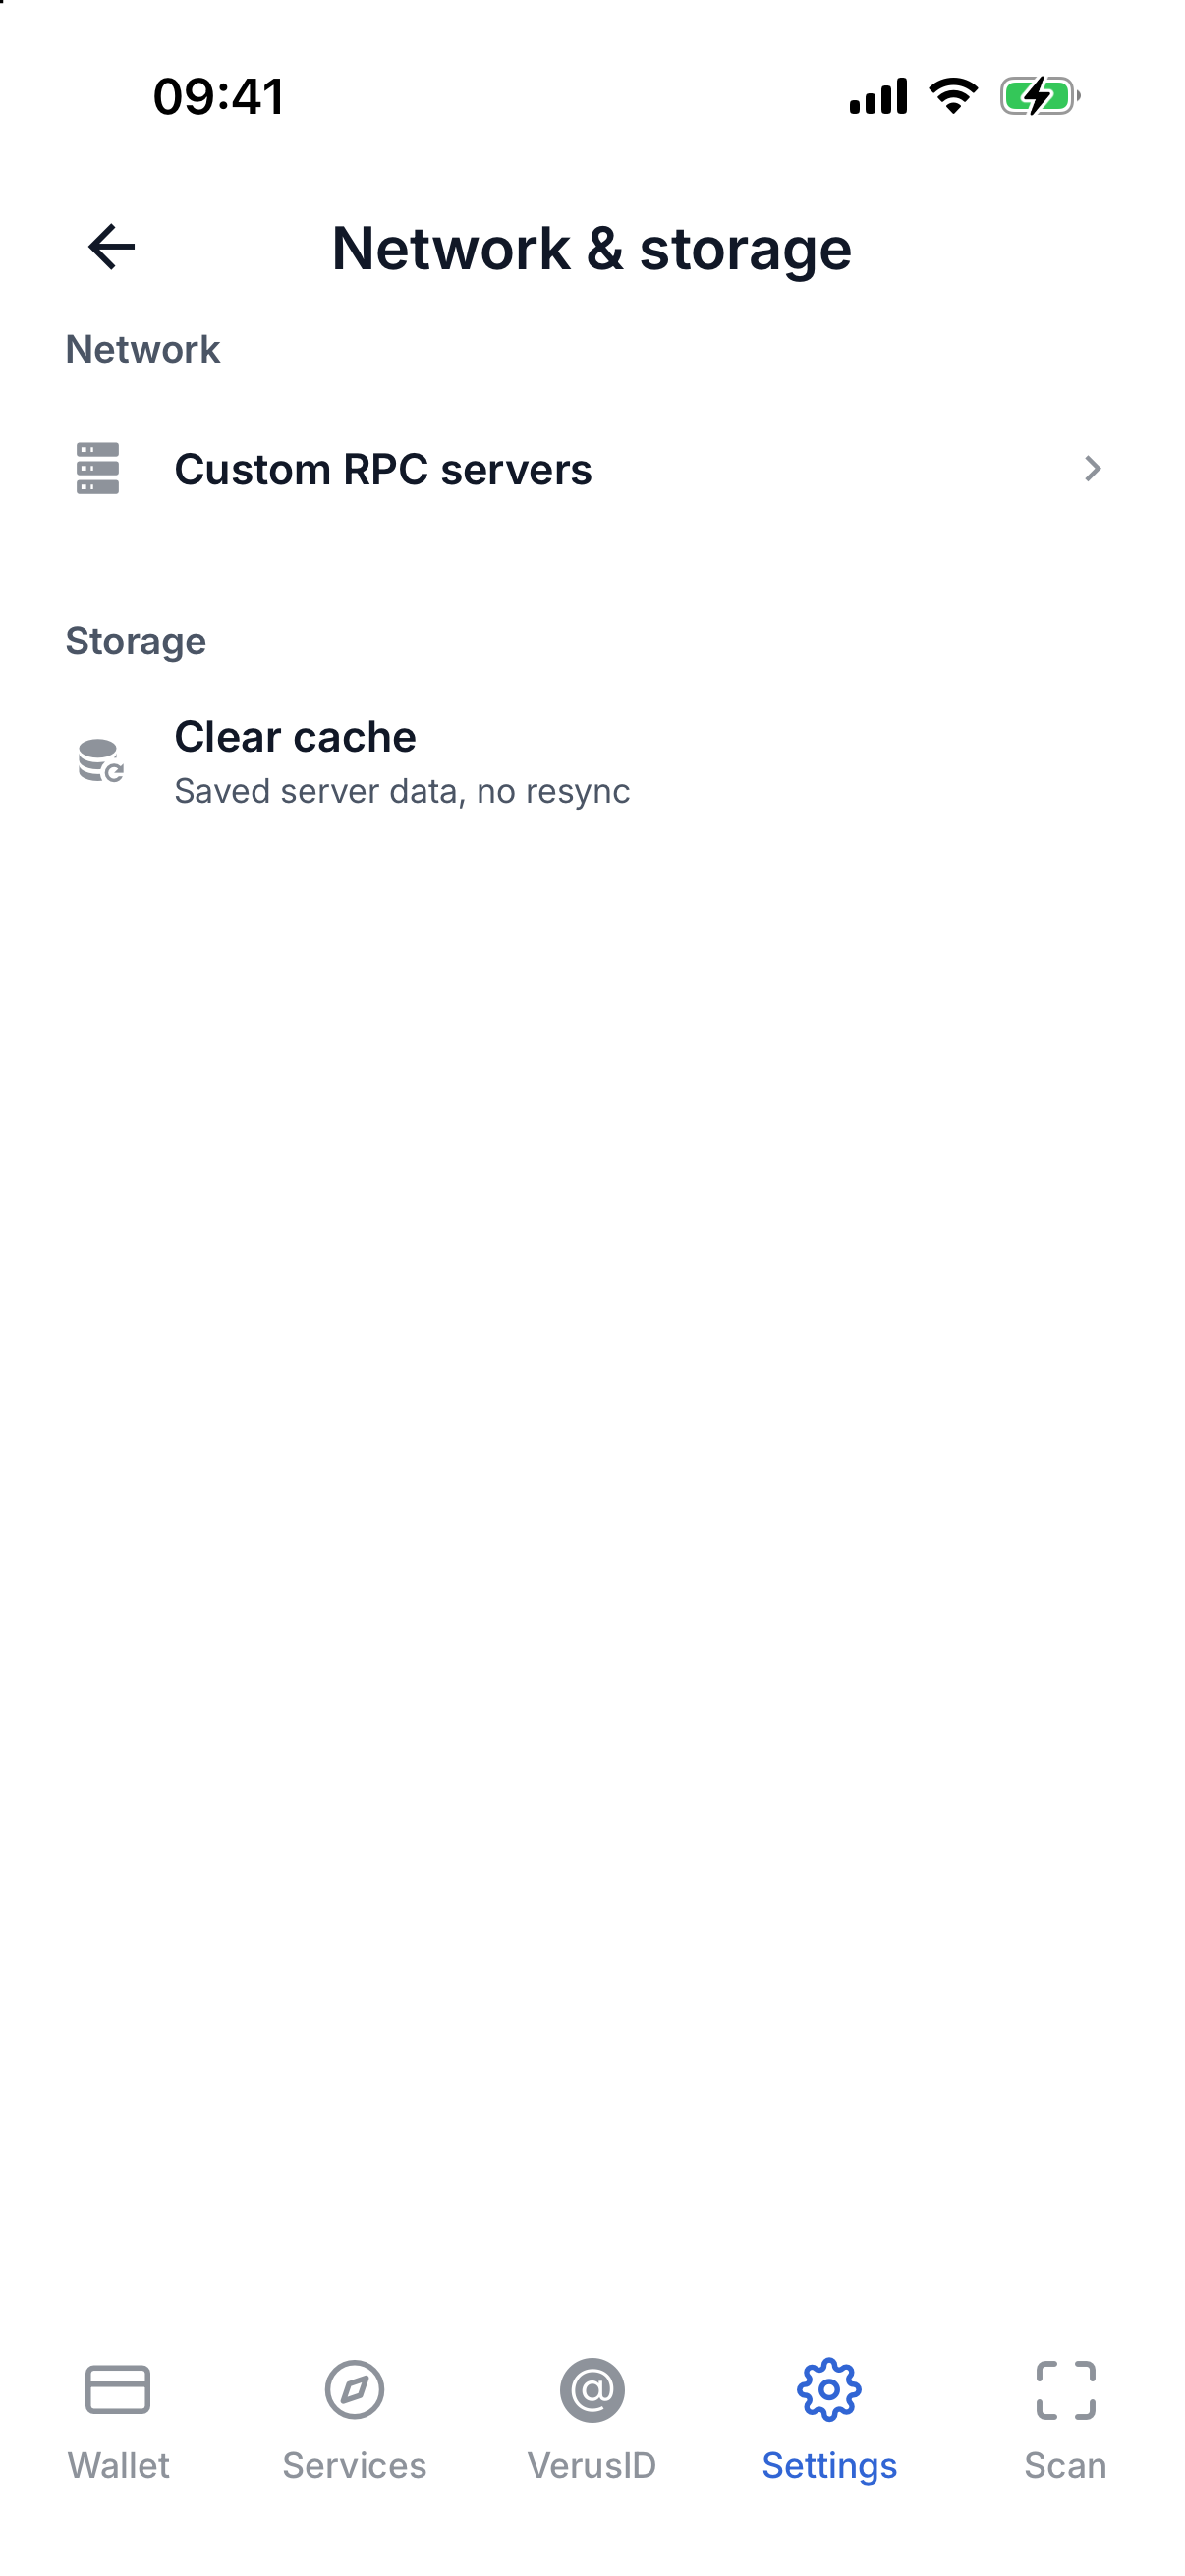 09:41
Network & storage
Network
Custom RPC servers
Storage
Clear cache
Saved server data, no resync
Wallet
Services
VerusID
Settings
Scan